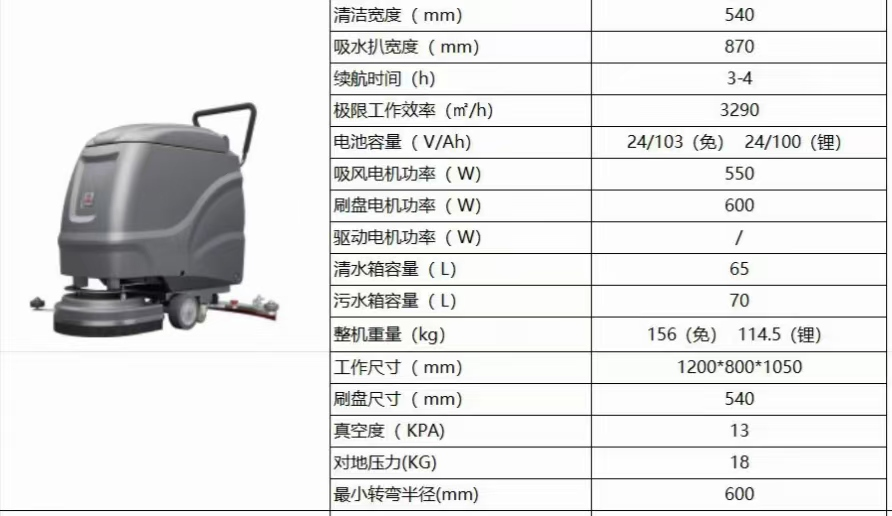 清洁宽度（ mm） 540
吸水扒宽度（ mm） 870
续航时间（h） 3-4
极限工作效率（㎡/h） 3290
电池容量（ V/Ah） 24/103（免） 24/100（锂）
吸风电机功率（ W） 550
刷盘电机功率（ W） 600
驱动电机功率（ W） /
清水箱容量（ L） 65
污水箱容量（ L） 70
整机重量（kg） 156（免） 114.5（锂）
工作尺寸（ mm） 1200*800*1050
刷盘尺寸（ mm） 540
真空度（ KPA） 13
对地压力(KG) 18
最小转弯半径(mm) 600